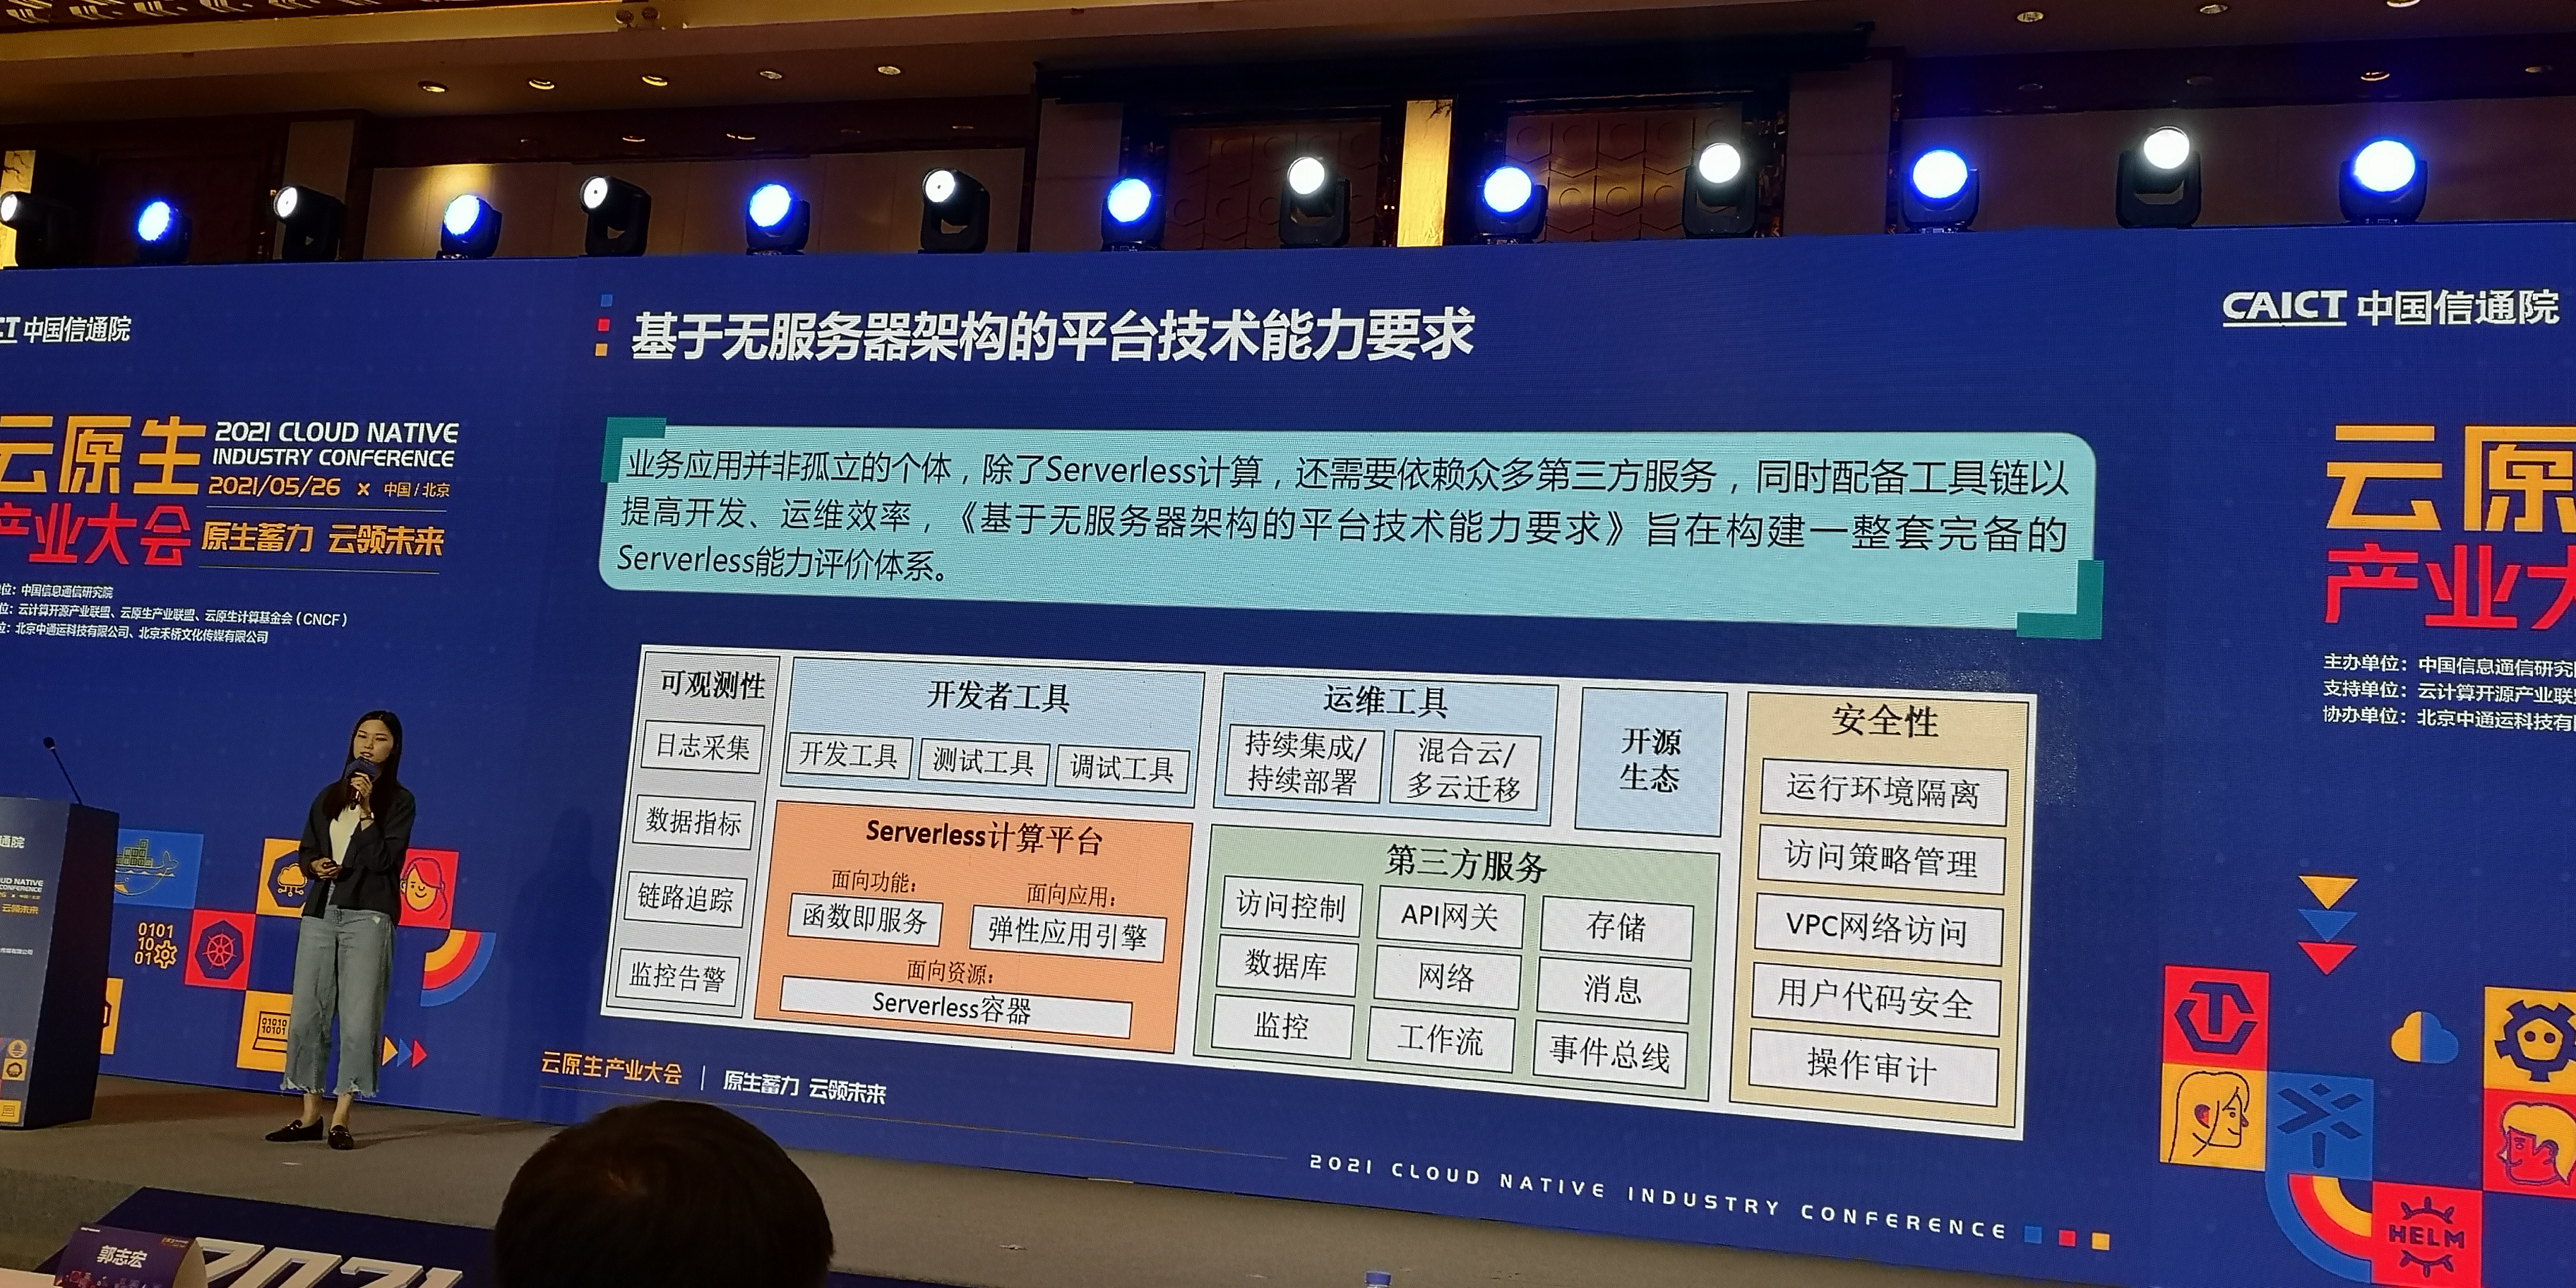 CT 中国信通院
云原生
产业大会
2021 CLOUD NATIVE
INDUSTRY CONFERENCE
2021/05/26 x 中国/北京
原生蓄力 云领未来
位：中国信息通信研究院
位：云计算开源产业联盟、云原生产业联盟、云原生计算基金会（CNCF）
位：北京中通运科技有限公司、北京禾桥文化传媒有限公司
基于无服务器架构的平台技术能力要求
业务应用并非孤立的个体，除了Serverless计算，还需要依赖众多第三方服务，同时配备工具链以
提高开发、运维效率，《基于无服务器架构的平台技术能力要求》旨在构建一整套完备的
Serverless能力评价体系。
可观测性
日志采集
数据指标
链路追踪
监控告警
开发者工具
开发工具
测试工具
调试工具
运维工具
持续集成/
持续部署
混合云/
多云迁移
开源
生态
Serverless计算平台
面向功能：
函数即服务
面向应用：
弹性应用引擎
面向资源：
Serverless容器
第三方服务
访问控制
API网关
存储
数据库
网络
消息
监控
工作流
事件总线
安全性
运行环境隔离
访问策略管理
VPC网络访问
用户代码安全
操作审计
云原生产业大会 | 原生蓄力 云领未来
2021 CLOUD NATIVE INDUSTRY CONFERENCE
CAICT 中国信通院
云原
产业大
主办单位：中国信息通信研究
支持单位：云计算开源产业联
协办单位：北京中通运科技有
通院
UD NATIVE
CONFERENCE
云领未来
0101
10
01
01010
10101
HELM
郭志宏
2021